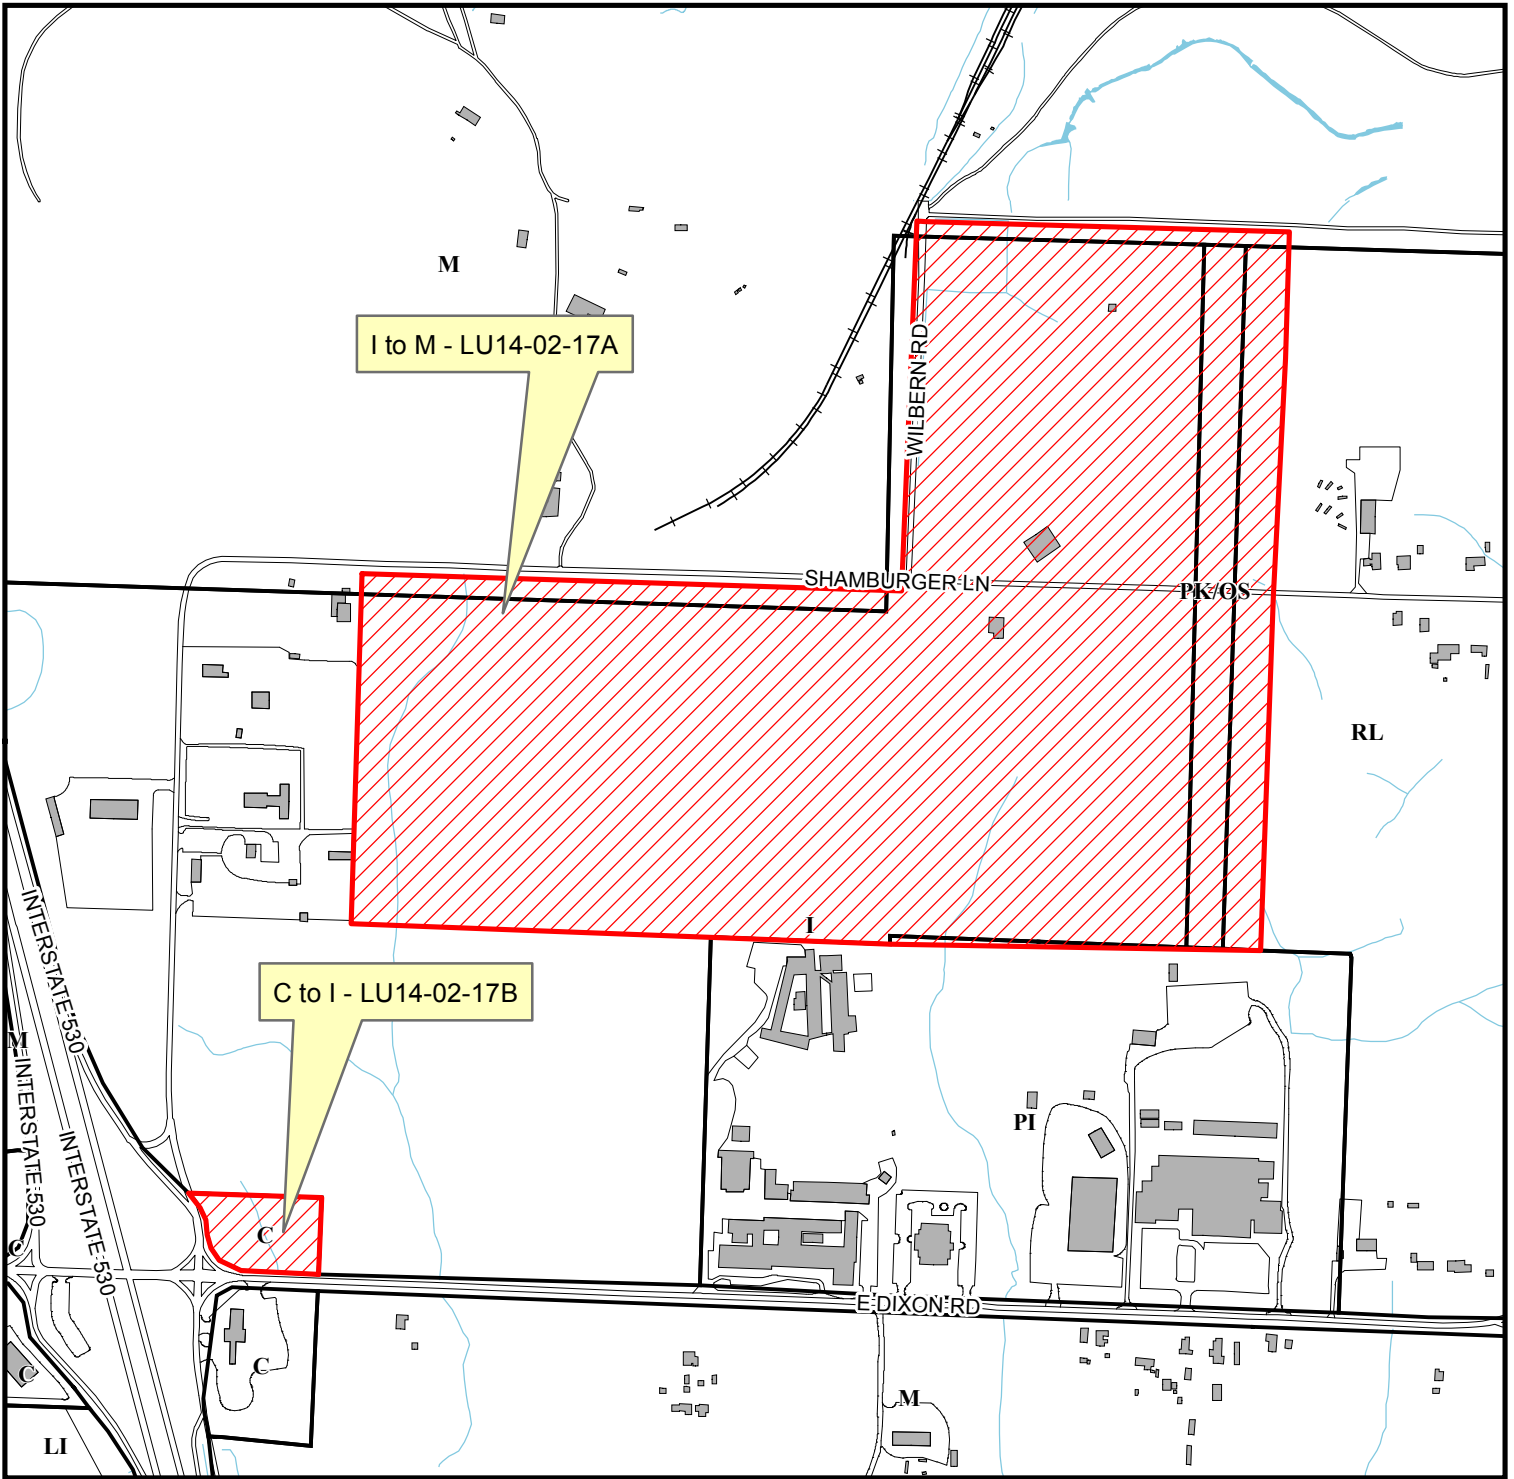 M
I to M - LU14-02-17A
WILBERN RD
SHAMBURGER LN
PK/OS
RL
I
INTERSTATE 530
C to I - LU14-02-17B
M
INTERSTATE 530
INTERSTATE 530
PI
C
C
E DIXON RD
C
C
M
LI